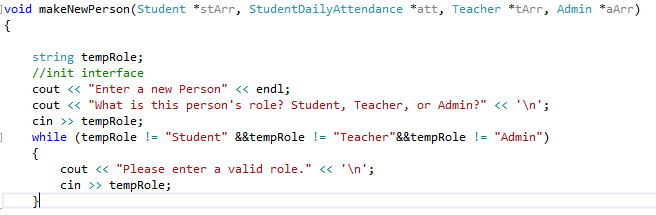 void makeNewPerson(Student *stArr, StudentDailyAttendance *att, Teacher *tArr, Admin *aArr)
{
string tempRole;
//init interface
cout << "Enter a new Person" << endl;
cout << "What is this person's role? Student, Teacher, or Admin?" << '\n';
cin >> tempRole;
while (tempRole != "Student" &&tempRole != "Teacher"&&tempRole != "Admin")
{
cout << "Please enter a valid role." << '\n';
cin >> tempRole;
}